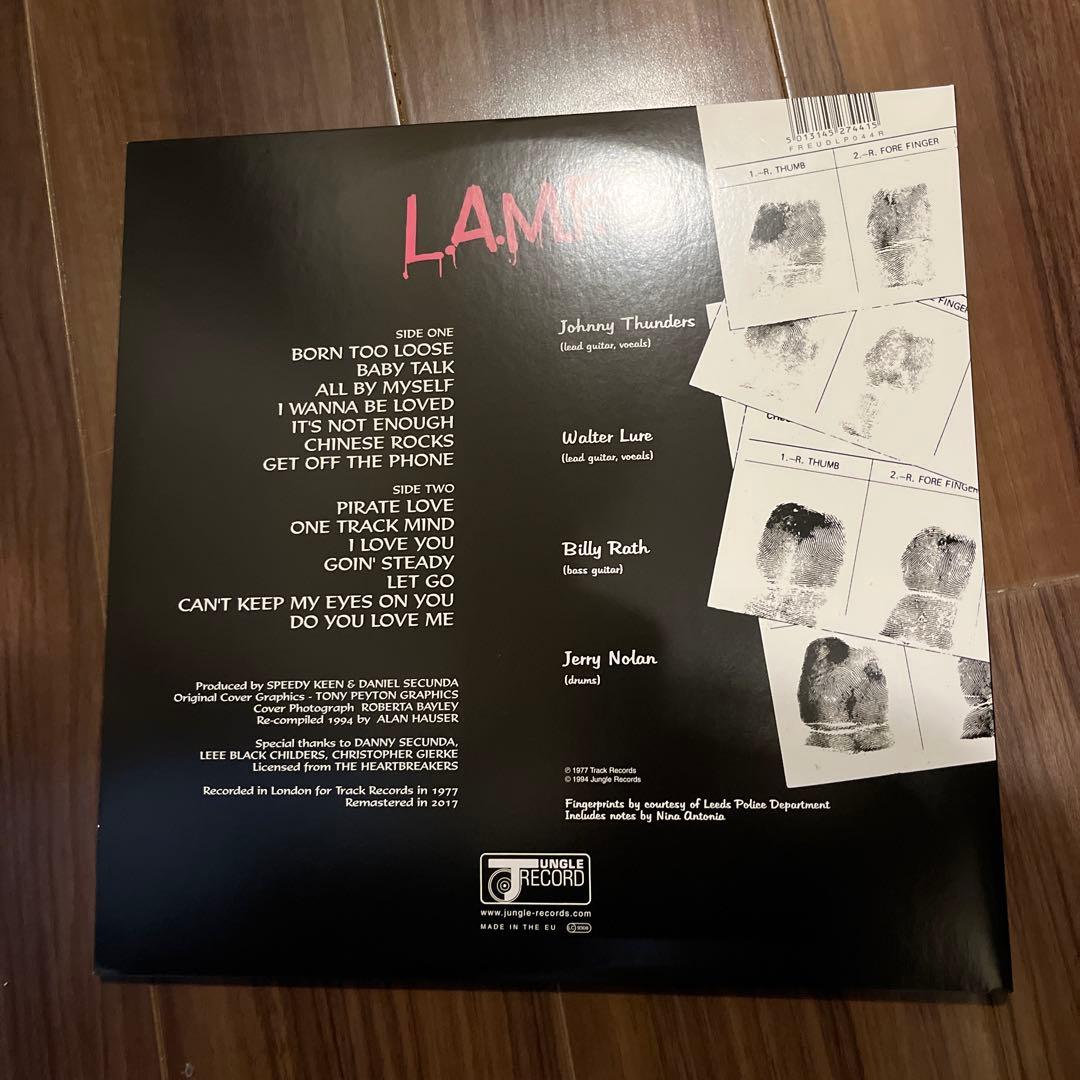 L.A.M.F.
SIDE ONE
BORN TOO LOOSE
BABY TALK
ALL BY MYSELF
I WANNA BE LOVED
IT'S NOT ENOUGH
CHINESE ROCKS
GET OFF THE PHONE
SIDE TWO
PIRATE LOVE
ONE TRACK MIND
I LOVE YOU
GOIN' STEADY
LET GO
CAN'T KEEP MY EYES ON YOU
DO YOU LOVE ME
Produced by SPEEDY KEEN & DANIEL SECUNDA
Original Cover Graphics - TONY PEYTON GRAPHICS
Cover Photograph ROBERTA BAYLEY
Re-compiled 1994 by ALAN HAUSER
Special thanks to DANNY SECUNDA,
LEEE BLACK CHILDERS, CHRISTOPHER GIERKE
Licensed from THE HEARTBREAKERS
Recorded in London for Track Records in 1977
Remastered in 2017
Johnny Thunders
(lead guitar, vocals)
Walter Lure
(lead guitar, vocals)
Billy Rath
(bass guitar)
Jerry Nolan
(drums)
℗ 1977 Track Records
© 1994 Jungle Records
Fingerprints by courtesy of Leeds Police Department
Includes notes by Nina Antonia
JUNGLE
RECORD
www.jungle-records.com
MADE IN THE EU
LC 9308
5 013145 274415
FREUDLP044R
1.-R. THUMB
2.-R. FORE FINGER
FINGER
1.-R. THUMB
2.-R. FORE FINGER